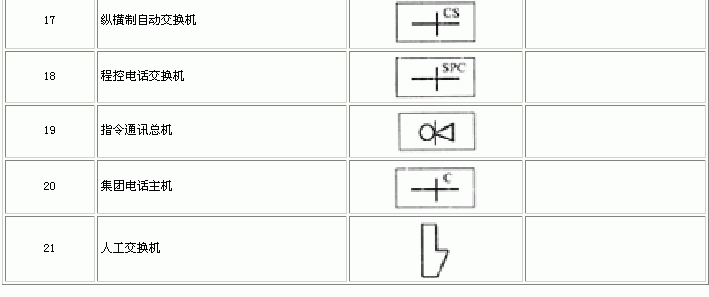 17 纵横制自动交换机 CS
18 程控电话交换机 SPC
19 指令通讯总机
20 集团电话主机 C
21 人工交换机